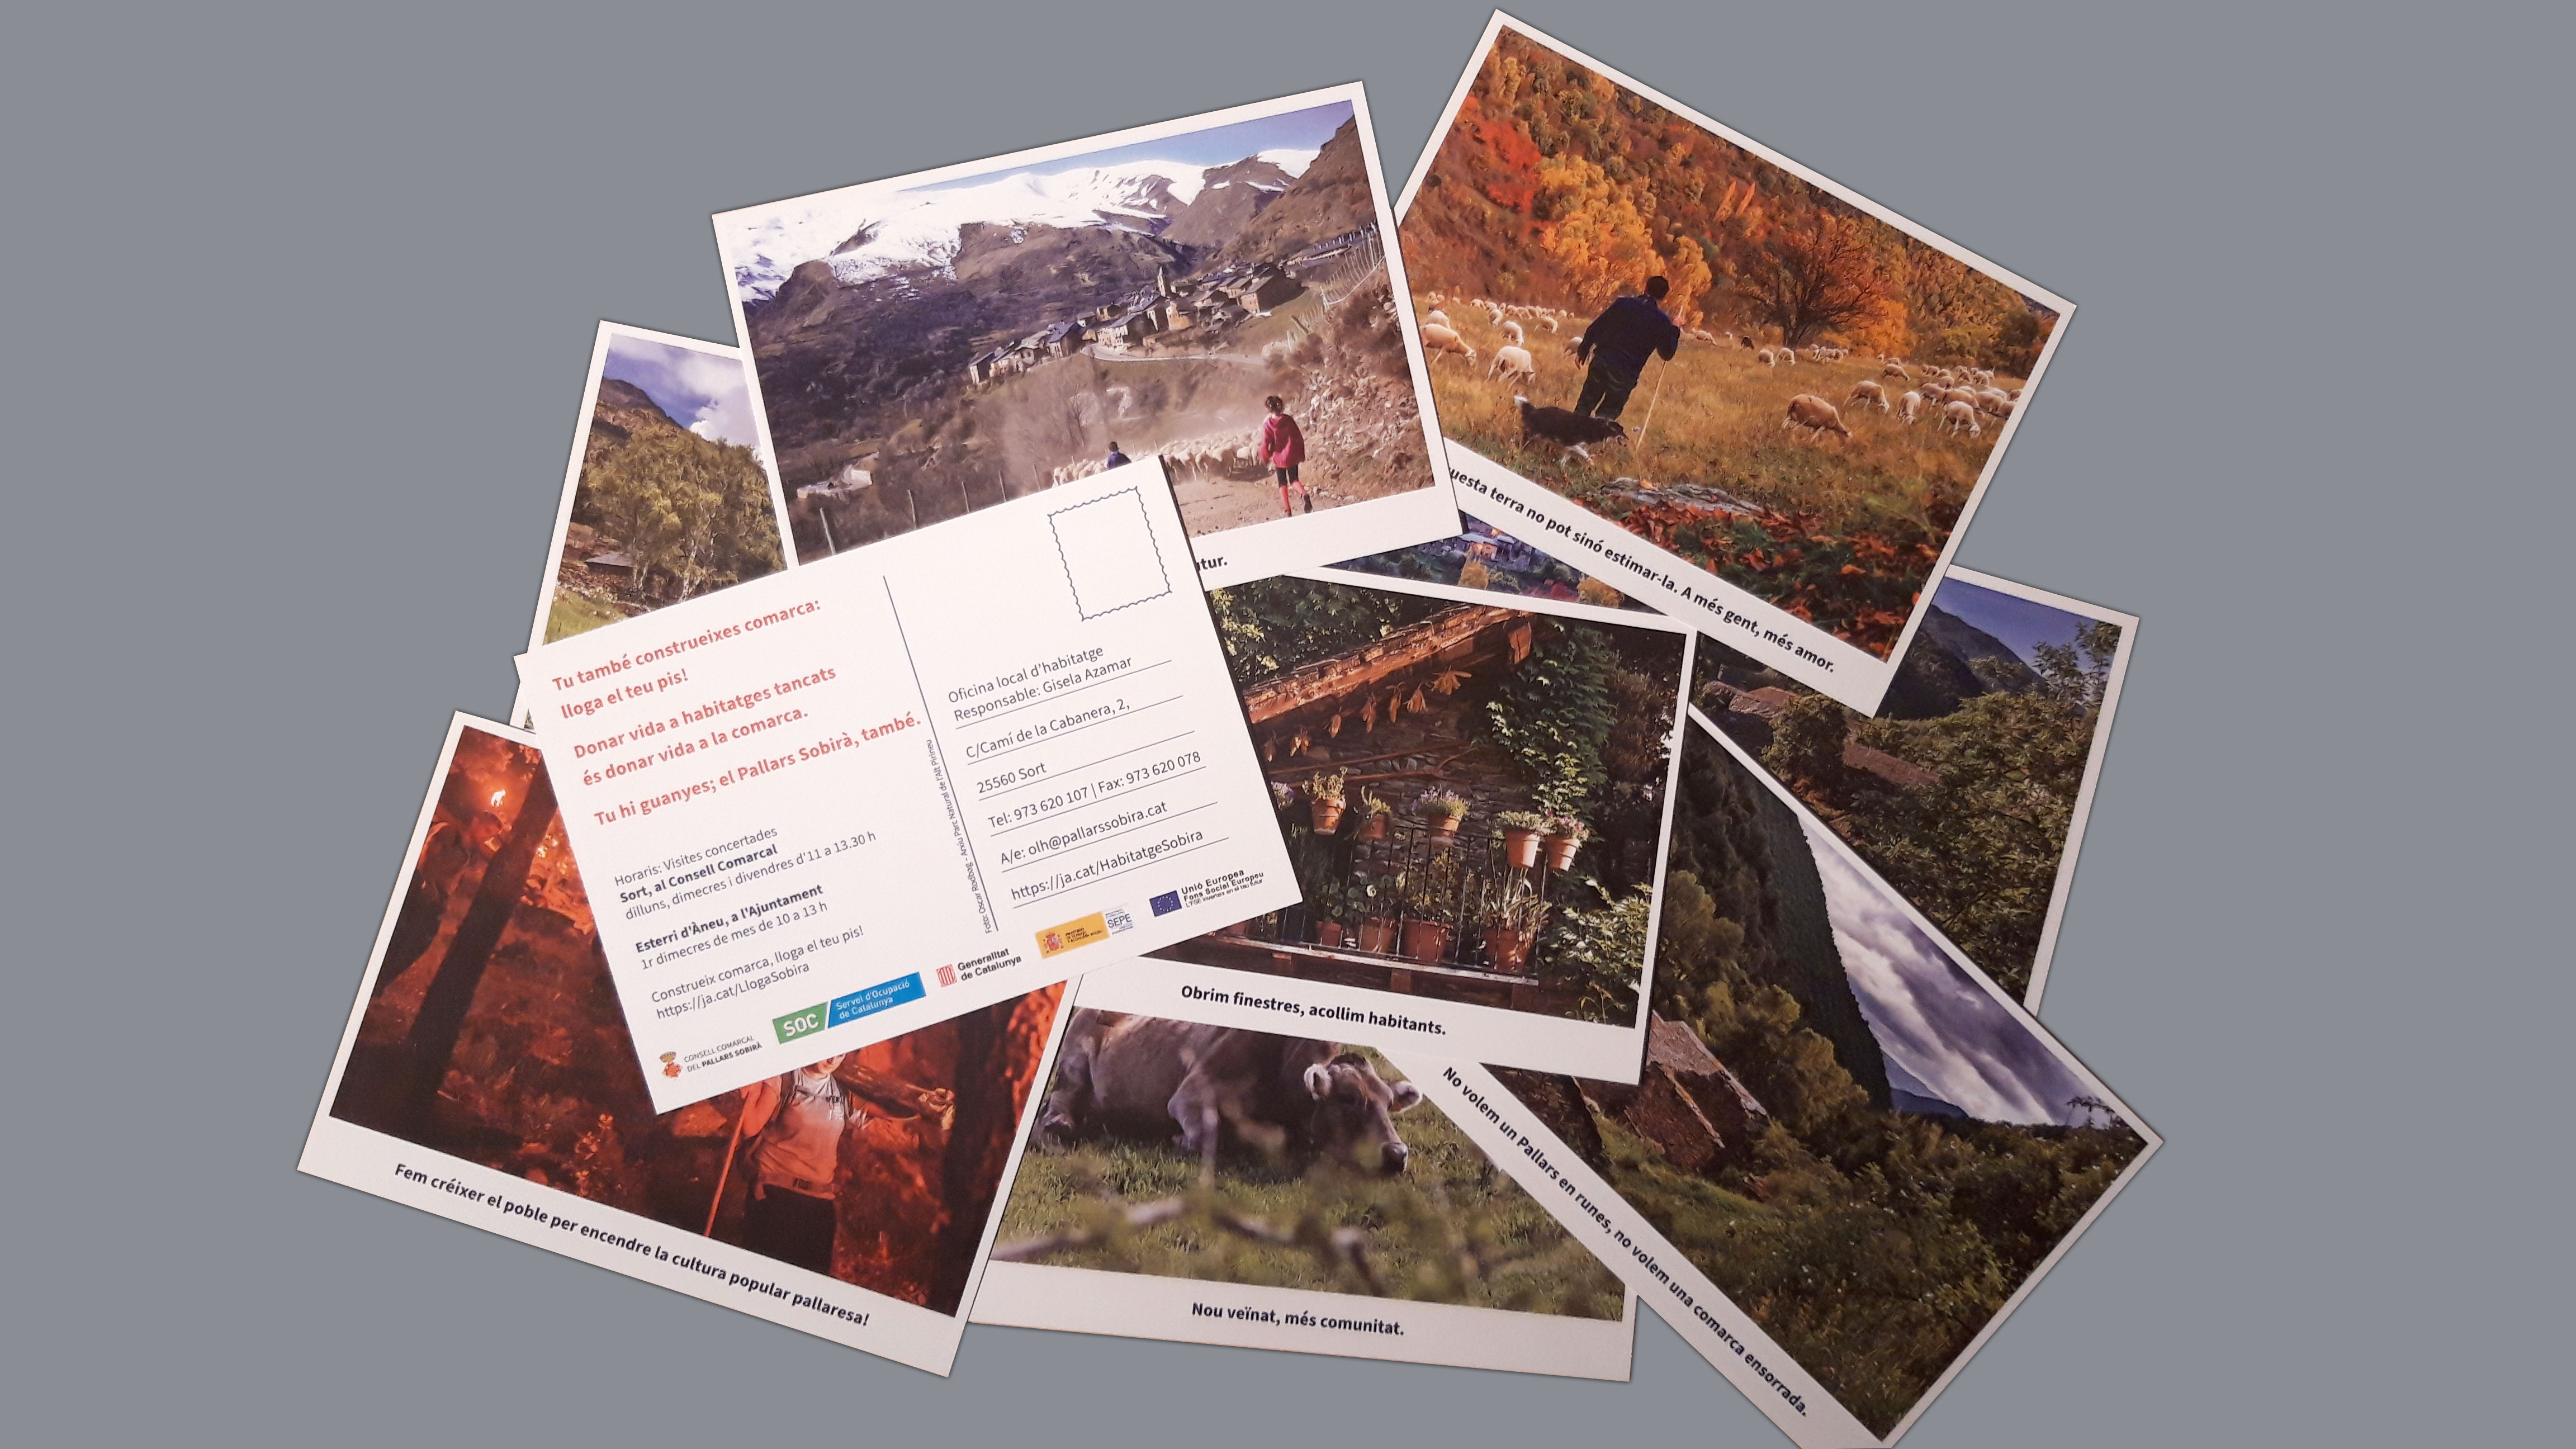 uesta terra no pot sinó estimar-la. A més gent, més amor.
utur.
Tu també construeixes comarca:
lloga el teu pis!
Donar vida a habitatges tancats
és donar vida a la comarca.
Tu hi guanyes; el Pallars Sobirà, també.
Horaris: Visites concertades
Sort, al Consell Comarcal
dilluns, dimecres i divendres d'11 a 13.30 h
Esterri d'Àneu, a l'Ajuntament
1r dimecres de mes de 10 a 13 h
Construeix comarca, lloga el teu pis!
https://ja.cat/LlogaSobira
Foto: Oscar Rodbag - Arxiu Parc Natural de l'Alt Pirineu
Oficina local d'habitatge
Responsable: Gisela Azamar
C/Camí de la Cabanera, 2,
25560 Sort
Tel: 973 620 107 | Fax: 973 620 078
A/e: olh@pallarssobira.cat
https://ja.cat/HabitatgeSobira
CONSELL COMARCAL
DEL PALLARS SOBIRÀ
SOC
Servei d'Ocupació
de Catalunya
Generalitat
de Catalunya
SEPE
Unió Europea
Fons Social Europeu
L'FSE inverteix en el teu futur
Obrim finestres, acollim habitants.
No volem un Pallars en runes, no volem una comarca ensorrada.
Fem créixer el poble per encendre la cultura popular pallaresa!
Nou veïnat, més comunitat.